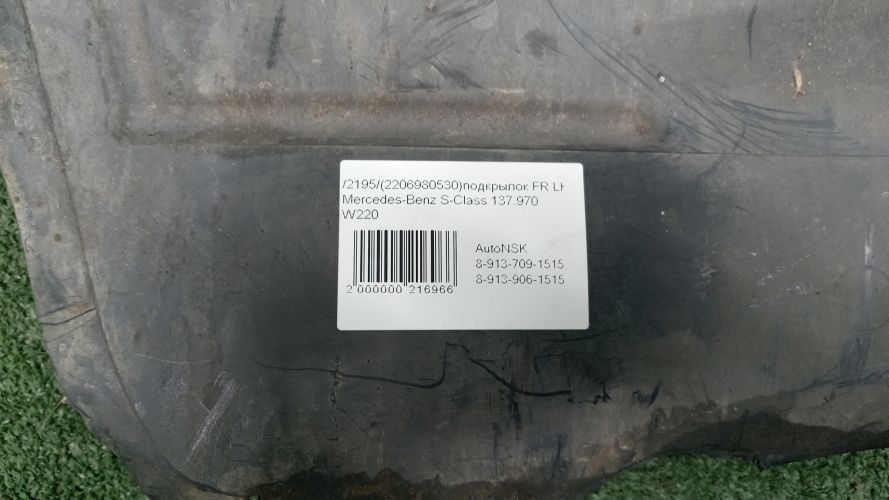 /2195/(2206980530)подкрылок FR LH
Mercedes-Benz S-Class 137.970
W220
AutoNSK
8-913-709-1515
8-913-906-1515
2 000000 216966